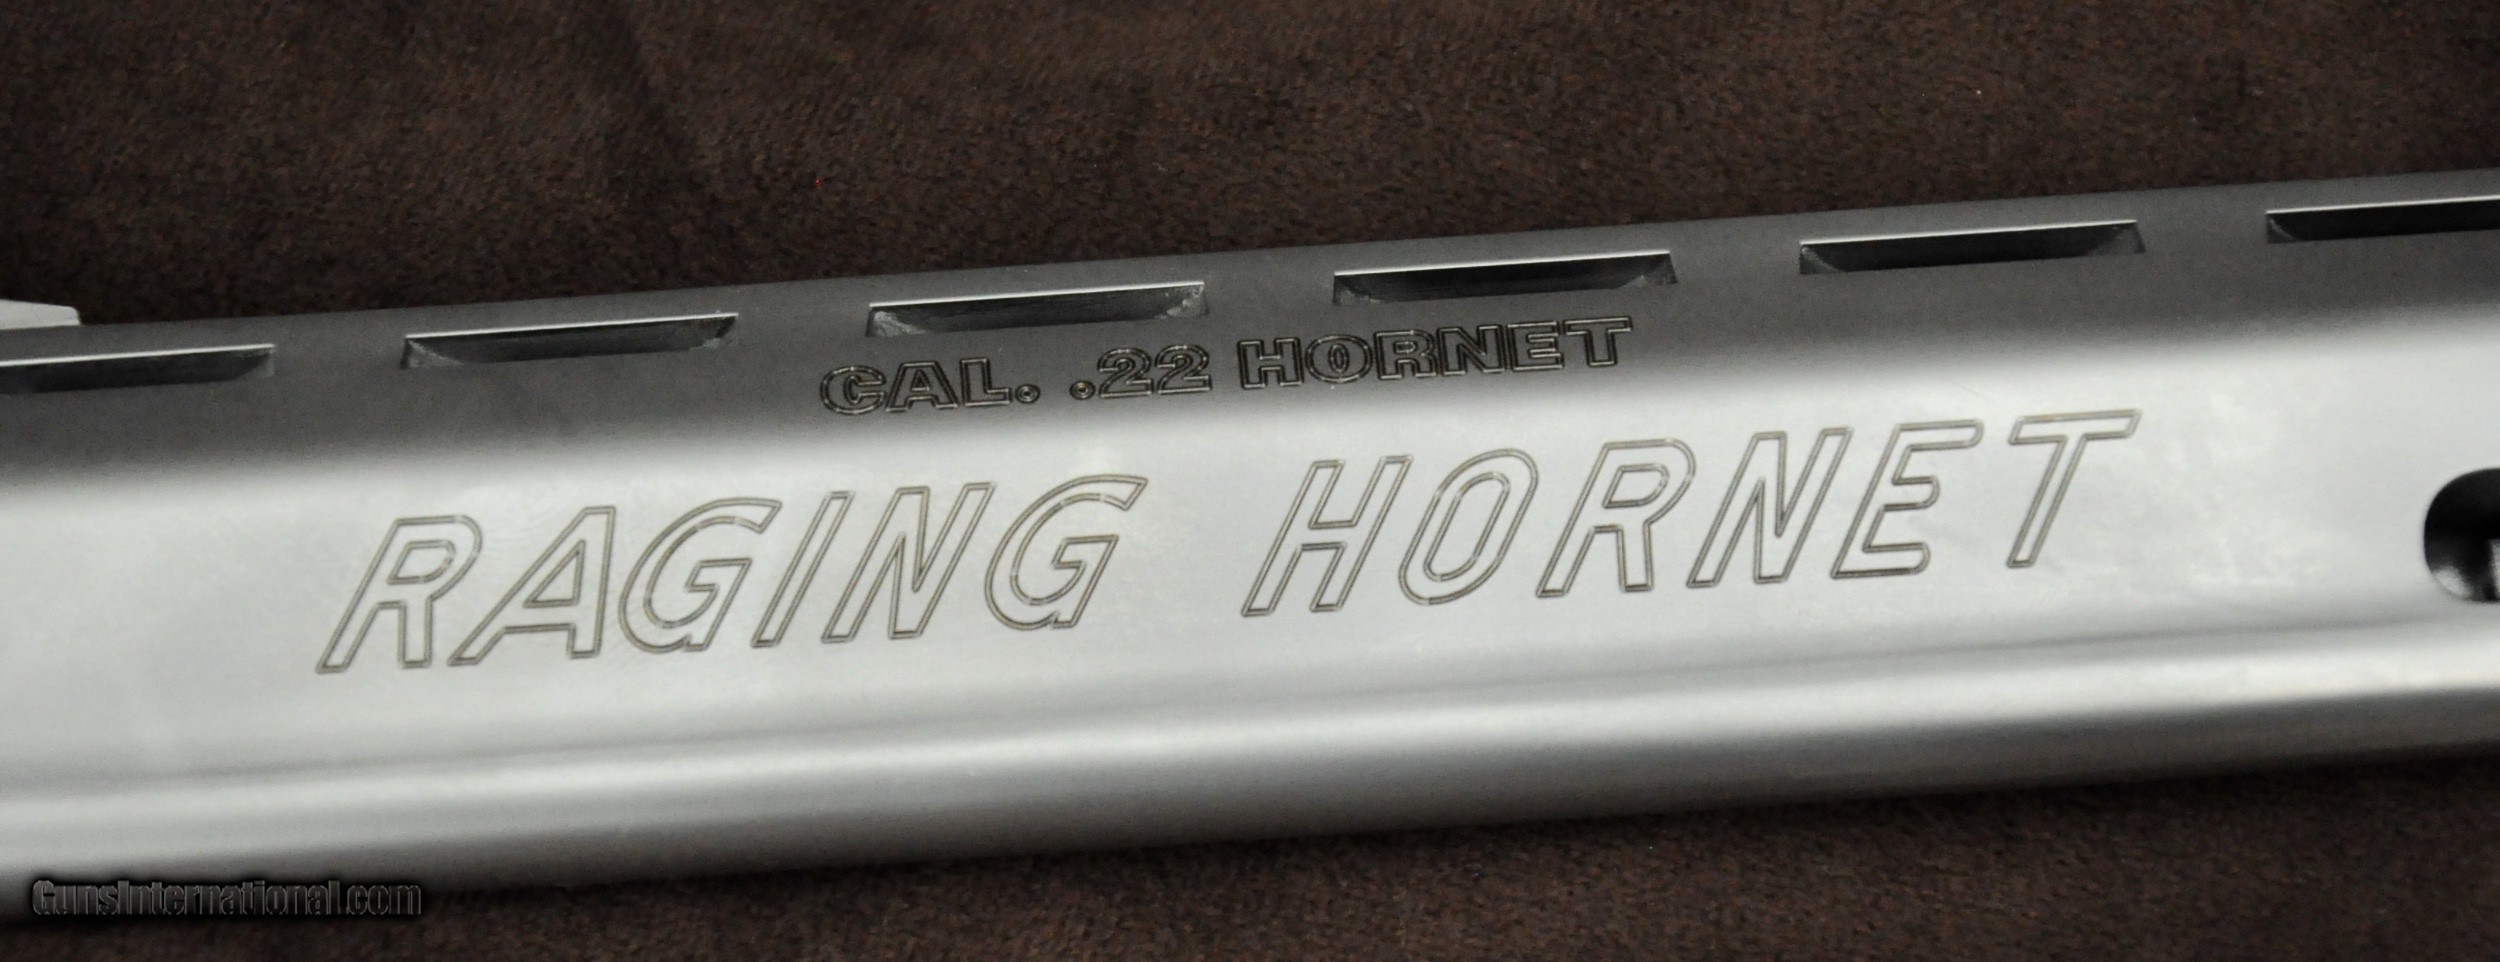 CAL. .22 HORNET
RAGING HORNET
GunsInternational.com